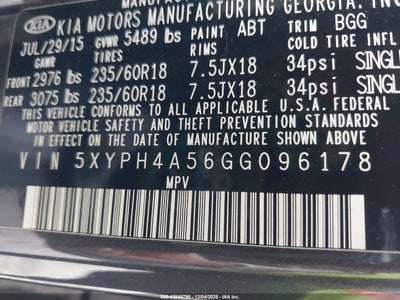 MANUFACTURED
KIA KIA MOTORS MANUFACTURING GEORGIA, INC
JUL/29/15 GVWR 5489 lbs PAINT ABT TRIM BGG
GAWR TIRES RIMS COLD TIRE INFL
FRONT 2976 lbs 235/60R18 7.5JX18 34psi SINGL
REAR 3075 lbs 235/60R18 7.5JX18 34psi SINGLE
THIS VEHICLE CONFORMS TO ALL APPLICABLE U.S.A. FEDERAL
MOTOR VEHICLE SAFETY AND THEFT PREVENTION STANDARDS
IN EFFECT ON THE DATE OF MANUFACTURE SHOWN ABOVE
VIN 5XYPH4A56GG096178
MPV
12/04/2025 - IAA Inc.